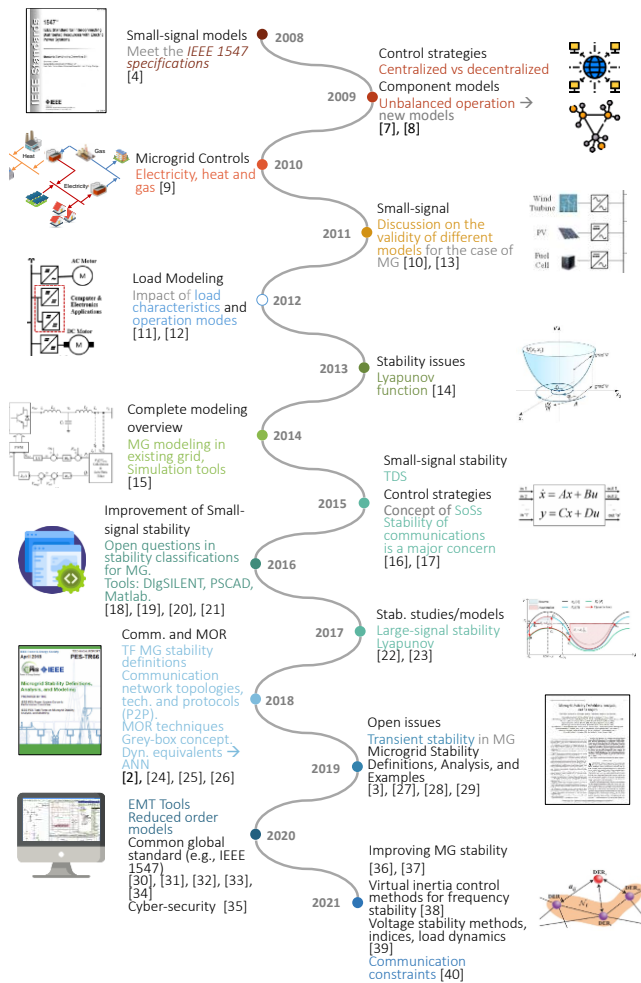 1547™
IEEE Standards
IEEE
Small-signal models
Meet the IEEE 1547
specifications
[4]
2008
Control strategies
Centralized vs decentralized
Component models
Unbalanced operation →
new models
[7], [8]
2009
Heat
Gas
Electricity
Microgrid Controls
Electricity, heat and
gas [9]
2010
Small-signal
Discussion on the
validity of different
models for the case of
MG [10], [13]
2011
Wind
Turbine
PV
Fuel
Cell
AC Motor
M
Computer &
Electronics
Applications
DC Motor
M
Load Modeling
Impact of load
characteristics and
operation modes
[11], [12]
2012
2013
Stability issues
Lyapunov
function [14]
Complete modeling
overview
MG modeling in
existing grid,
Simulation tools
[15]
2014
Small-signal stability
TDS
Control strategies
Concept of SoSs
Stability of
communications
is a major concern
[16], [17]
2015
ẋ = Ax + Bu
y = Cx + Du
Improvement of Small-
signal stability
Open questions in
stability classifications
for MG.
Tools: DIgSILENT, PSCAD,
Matlab.
[18], [19], [20], [21]
2016
2017
Stab. studies/models
Large-signal stability
Lyapunov
[22], [23]
April 2018
PES-TR66
IEEE
Microgrid Stability Definitions,
Analysis, and Modeling
Comm. and MOR
TF MG stability
definitions
Communication
network topologies,
tech. and protocols
(P2P).
MOR techniques
Grey-box concept.
Dyn. equivalents →
ANN
[2], [24], [25], [26]
2018
Open issues
Transient stability in MG
Microgrid Stability
Definitions, Analysis, and
Examples
[3], [27], [28], [29]
2019
EMT Tools
Reduced order
models
Common global
standard (e.g., IEEE
1547)
[30], [31], [32], [33],
[34]
Cyber-security [35]
2020
Improving MG stability
[36], [37]
Virtual inertia control
methods for frequency
stability [38]
Voltage stability methods,
indices, load dynamics
[39]
Communication
constraints [40]
2021